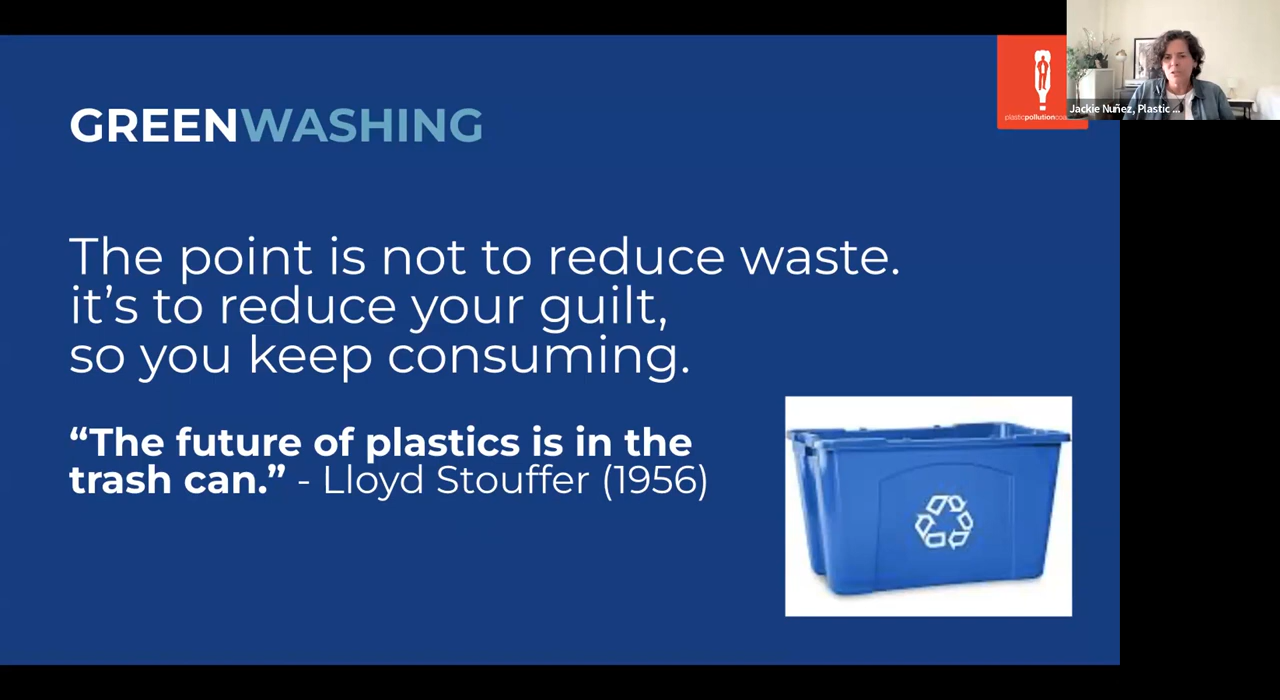 GREENWASHING
The point is not to reduce waste.
it’s to reduce your guilt,
so you keep consuming.
“The future of plastics is in the
trash can.” - Lloyd Stouffer (1956)
plasticpollutioncoa
Jackie Nuñez, Plastic ...